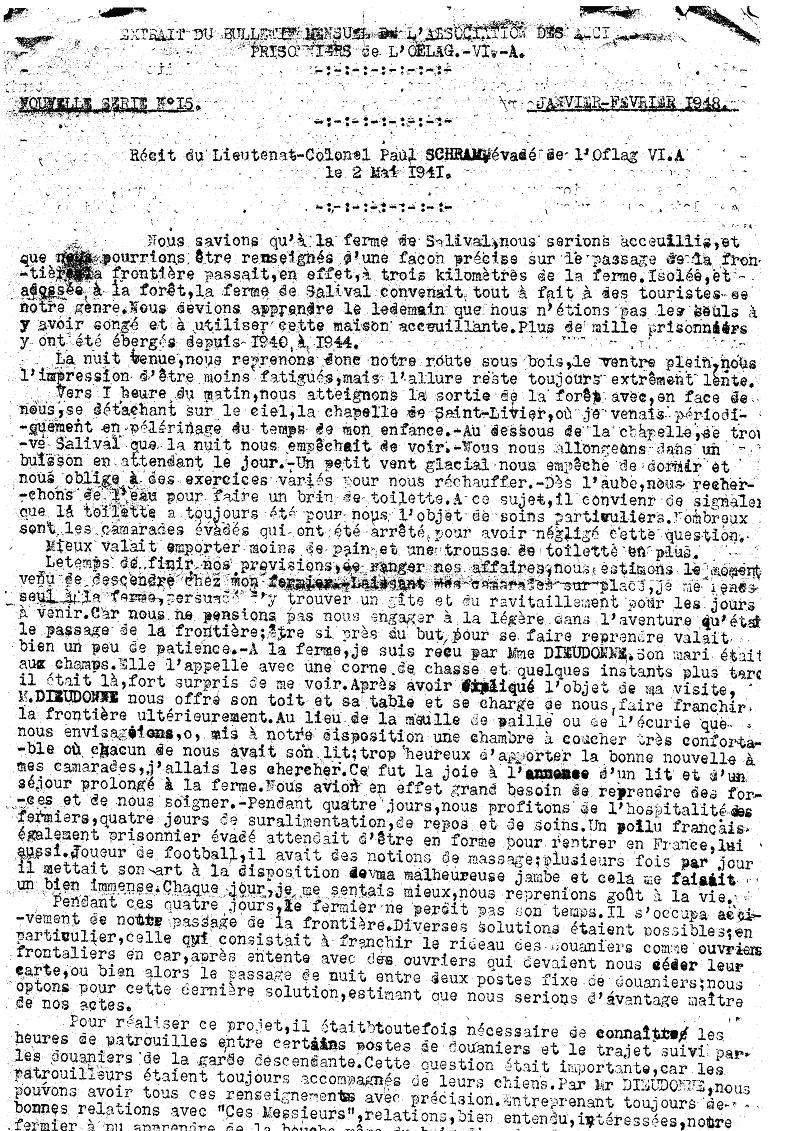 EXTRAIT DU BULLETIN MENSUEL DE L'ASSOCIATION DES ANCI
PRISONNIERS de L'OFLAG.-VI.-A.
-:-:-:-:-:-:-:-
NOUVELLE SERIE N°I5. JANVIER-FEVRIER I948.
-:-:-:-:-:-:-:-
Récit du Lieutenat-Colonel Paul SCHRAMM,évadé de l'Oflag VI.A
le 2 Mai I94I.
-:-:-:-:-:-:-:-
Nous savions qu'à la ferme de Salival,nous serions acceuillis,et
que nous pourrions être renseignés d'une facon précise sur le passage de la fron-
-tière la frontière passait,en effet,à trois kilomètres de la ferme.Isolée,et
adossée à la forêt,la ferme de Salival convenait tout à fait à des touristes de
notre genre.Nous devions apprendre le ledemain que nous n'étions pas les seuls à
y avoir songé et à utiliser cette maison acceuillante.Plus de mille prisonniers
y ont été ébergés depuis I940 à I944.
La nuit venue,nous reprenons donc notre route sous bois,le ventre plein,nous
l'impression d'être moins fatigués,mais l'allure reste toujours extrêment lente.
Vers I heure du matin,nous atteignons la sortie de la forêt avec,en face de
nous,se détachant sur le ciel,la chapelle de Saint-Livier,où je venais périodi-
-quement en pélérinage du temps de mon enfance.-Au dessous de la chapelle,se trou
-ve Salival que la nuit nous empêchait de voir.-Nous nous allongeons dans un
buisson en attendant le jour.-Un petit vent glacial nous empêche de dormir et
nous oblige à des exercices variés pour nous réchauffer.-Dès l'aube,nous recher-
-chons de l'eau pour faire un brin de toilette.A ce sujet,il convienr de signaler
que là toilette a toujours été pour nous l'objet de soins particuliers.Nombreux
sont les camarades évadés qui ont été arrêté pour avoir négligé cette question.
Mieux valait emporter moins de pain et une trousse de toilette en plus.
Letemps de finir nos provisions,de ranger nos affaires,nous estimons le moment
venu de descendre chez mon fermier.-Laissant mes camarades sur placd,je me rends
seul à la ferme,persuadé d'y trouver un gîte et du ravitaillement pour les jours
à venir.Car nous ne pensions pas nous engager à la légère dans l'aventure qu'étai
le passage de la frontière;être si près du but,pour se faire reprendre valait
bien un peu de patience.-A la ferme,je suis recu par Mme DIEUDONNE.Son mari était
aux champs.Elle l'appelle avec une corne de chasse et quelques instants plus tard
il était là,fort surpris de me voir.Après avoir expliqué l'objet de ma visite,
M.DIEUDONNE nous offre son toit et sa table et se charge de nous faire franchir
la frontière ultérieurement.Au lieu de la meulle de paille ou de l'écurie que
nous envisageions,o, mis à notre disposition une chambre à coucher très conforta-
-ble où chacun de nous avait son lit;trop heureux d'apporter la bonne nouvelle à
mes camarades,j'allais les chercher.Ce fut la joie à l'annonce d'un lit et d'un
séjour prolongé à la ferme.Nous avion en effet grand besoin de reprendre des for-
-ces et de nous soigner.-Pendant quatre jours,nous profitons de l'hospitalité des
fermiers,quatre jours de suralimentation,de repos et de soins.Un poilu français
également prisonnier évadé attendait d'être en forme pour rentrer en France,lui
aussi.Joueur de football,il avait des notions de massage;plusieurs fois par jour
il mettait son art à la disposition devma malheureuse jambe et cela me faisait
un bien immense.Chaque jour,je me sentais mieux,nous reprenions goût à la vie.
Pendant ces quatre jours,le fermier ne perdit pas son temps.Il s'occupa acti-
-vement de notre passage de la frontière.Diverses solutions étaient possibles;en
particulier,celle qui consistait à franchir le rideau des douaniers comme ouvriers
frontaliers en car,après entente avec des ouvriers qui devaient nous céder leur
carte,ou bien alors le passage de nuit entre deux postes fixe de douaniers;nous
optons pour cette dernière solution,estimant que nous serions d'avantage maître
de nos actes.
Pour réaliser ce projet,il étaitbtoutefois nécessaire de connaître les
heures de patrouilles entre certains postes de douaniers et le trajet suivi par
les douaniers de la garde descendante.Cette question était importante,car les
patrouilleurs étaient toujours accompagnés de leurs chiens.Par Mr DIEUDONNE,nous
pouvons avoir tous ces renseignements avec précision.Entreprenant toujours de
bonnes relations avec "Ces Messieurs",relations,bien entendu,intéressées,notre
fermier a pu apprendre de la bouche même du